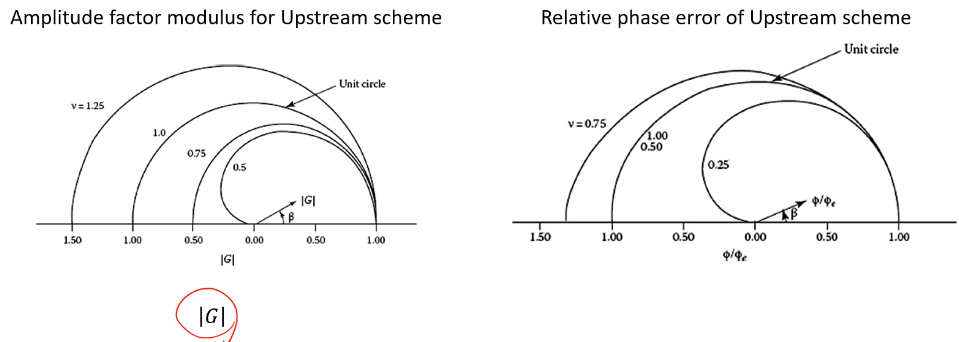 Amplitude factor modulus for Upstream scheme
Unit circle
ν = 1.25
1.0
0.75
0.5
|G|
β
1.50 1.00 0.50 0.00 0.50 1.00
|G|
|G|
Relative phase error of Upstream scheme
Unit circle
ν = 0.75
1.00
0.50
0.25
ϕ/ϕe
β
1.50 1.00 0.50 0.00 0.50 1.00
ϕ/ϕe